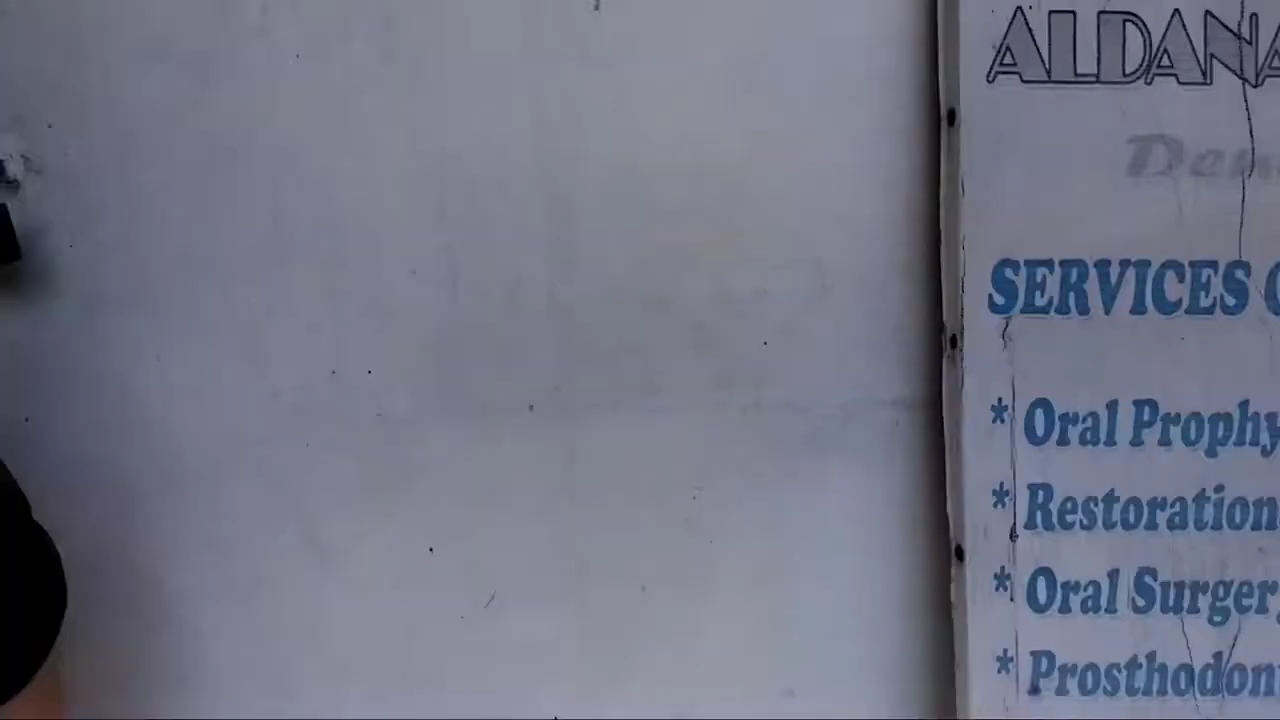 ALDANA
SERVICES
* Oral Prophy
* Restoration
* Oral Surger
* Prosthodon